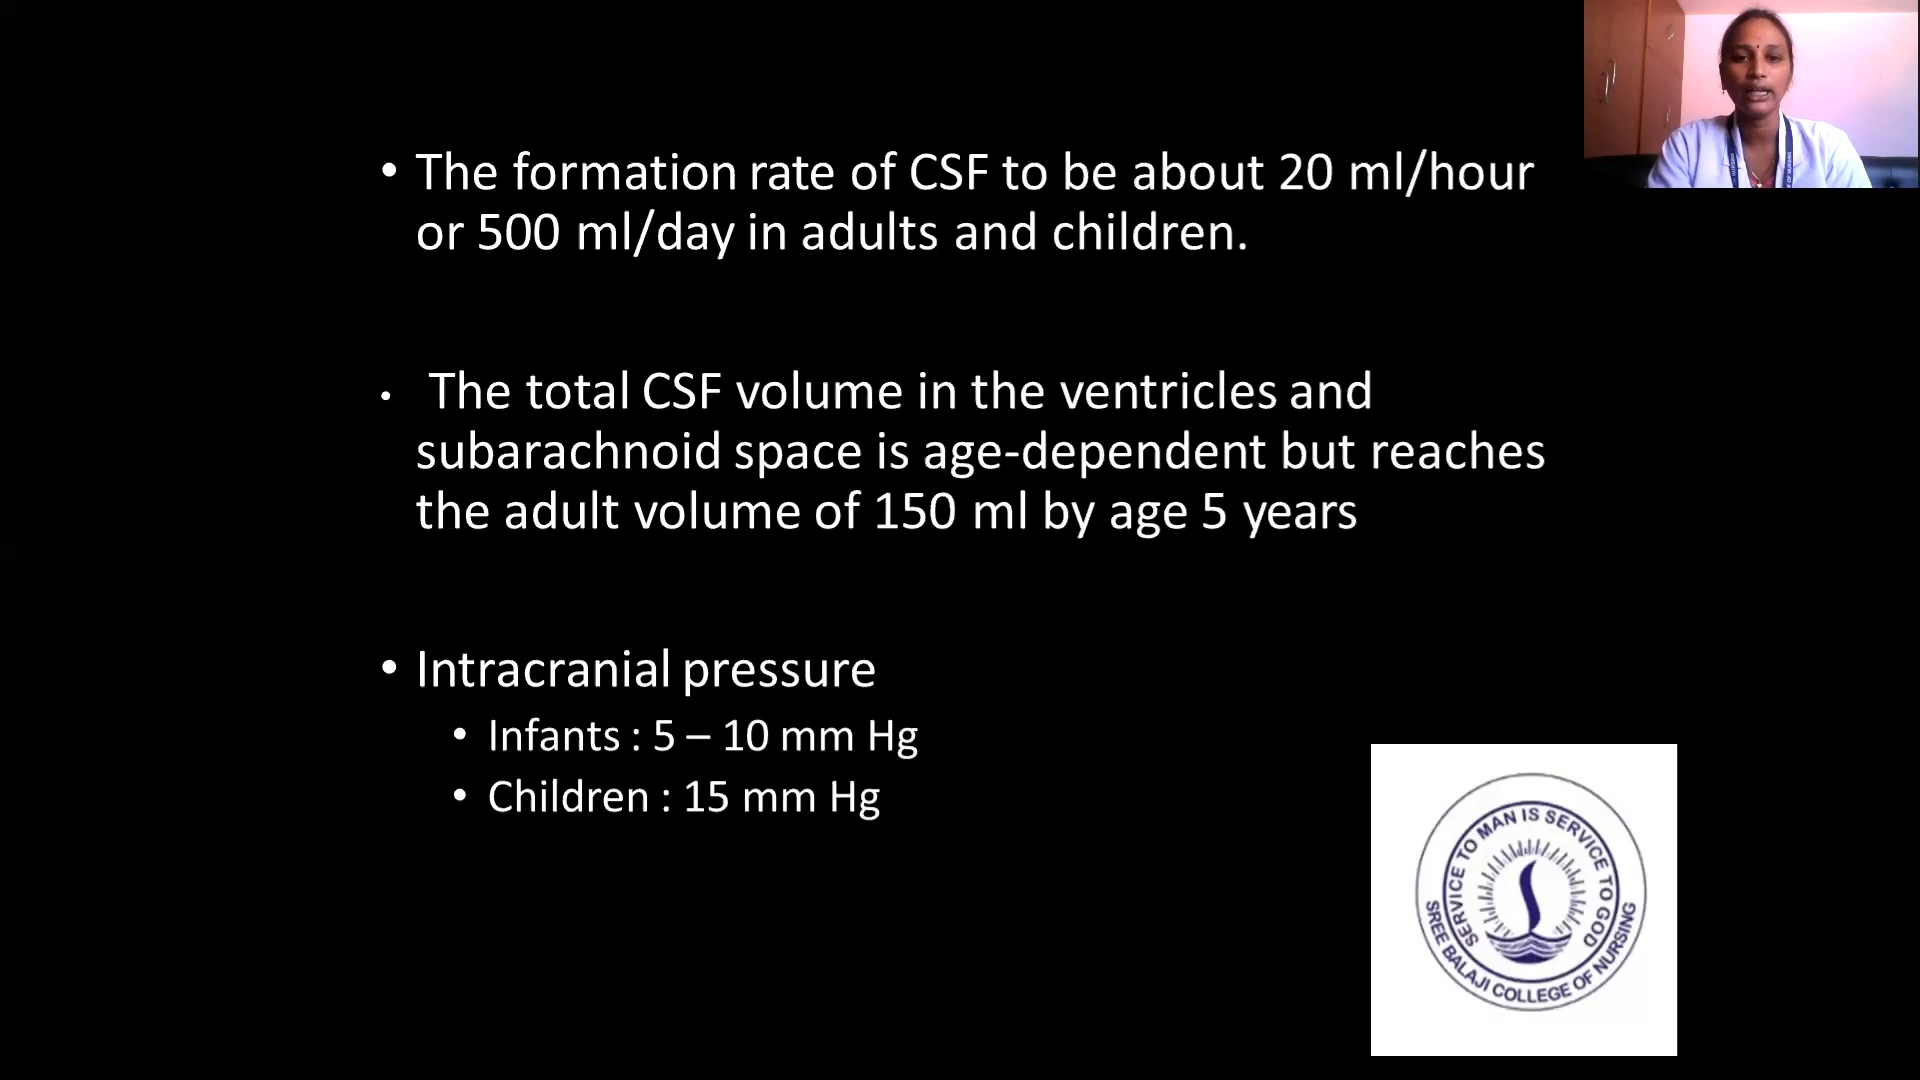 • The formation rate of CSF to be about 20 ml/hour
or 500 ml/day in adults and children.
• The total CSF volume in the ventricles and
subarachnoid space is age-dependent but reaches
the adult volume of 150 ml by age 5 years
• Intracranial pressure
• Infants : 5 – 10 mm Hg
• Children : 15 mm Hg
SERVICE TO MAN IS SERVICE TO GOD
SREE BALAJI COLLEGE OF NURSING